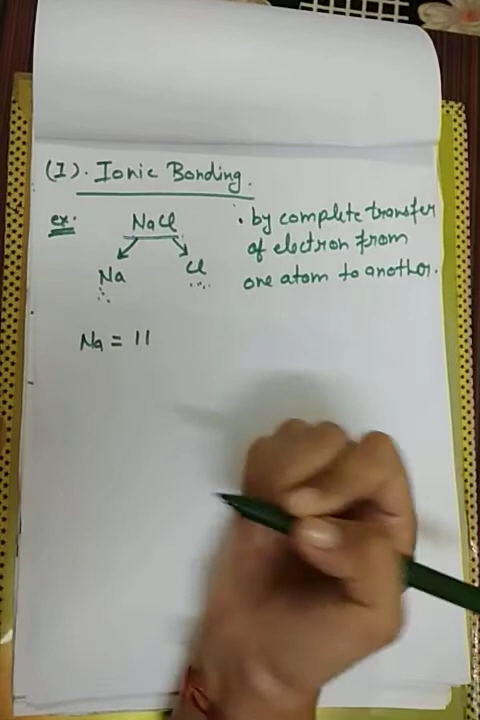 (I). Ionic Bonding.
ex:
NaCl
Na Cl
• by complete transfer
of electron from
one atom to another.
Na = 11